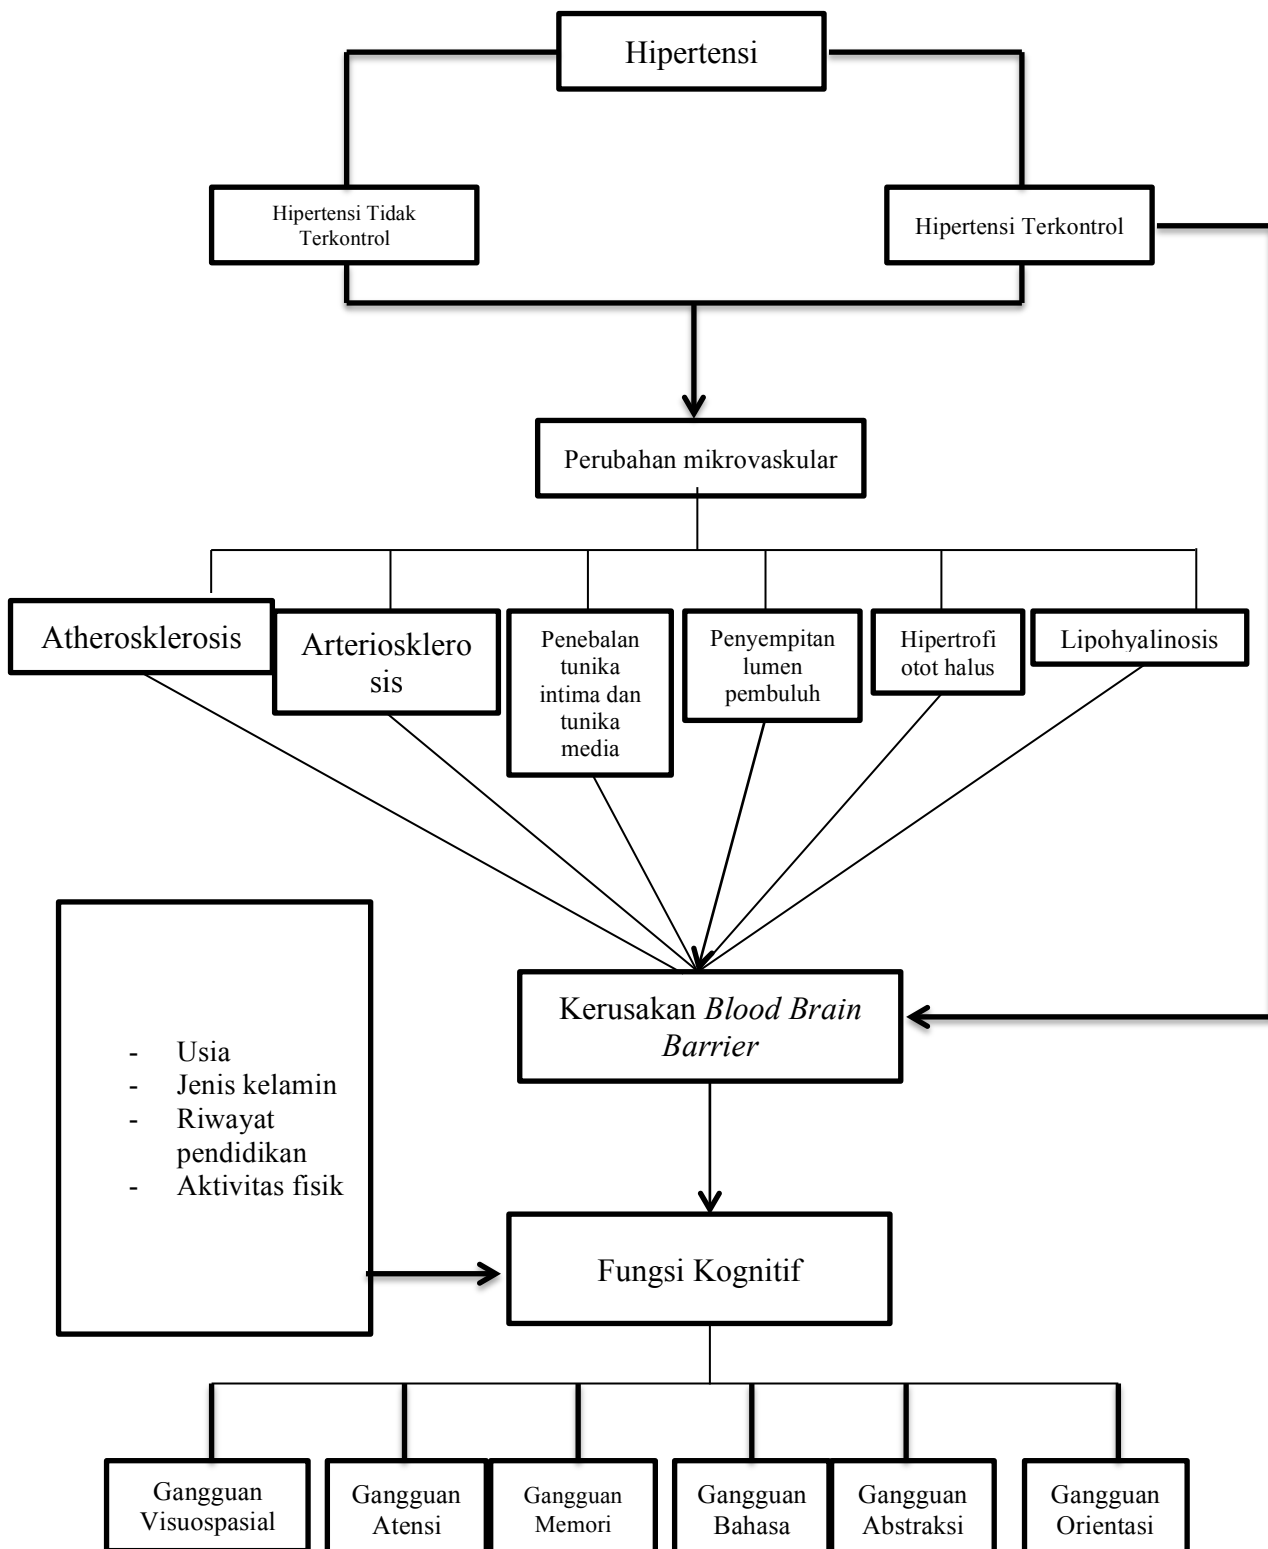 Hipertensi
Hipertensi Tidak
Terkontrol
Hipertensi Terkontrol
Perubahan mikrovaskular
Atherosklerosis
Arteriosklero
sis
Penebalan
tunika
intima dan
tunika
media
Penyempitan
lumen
pembuluh
Hipertrofi
otot halus
Lipohyalinosis
Kerusakan Blood Brain
Barrier
- Usia
- Jenis kelamin
- Riwayat
pendidikan
- Aktivitas fisik
Fungsi Kognitif
Gangguan
Visuospasial
Gangguan
Atensi
Gangguan
Memori
Gangguan
Bahasa
Gangguan
Abstraksi
Gangguan
Orientasi